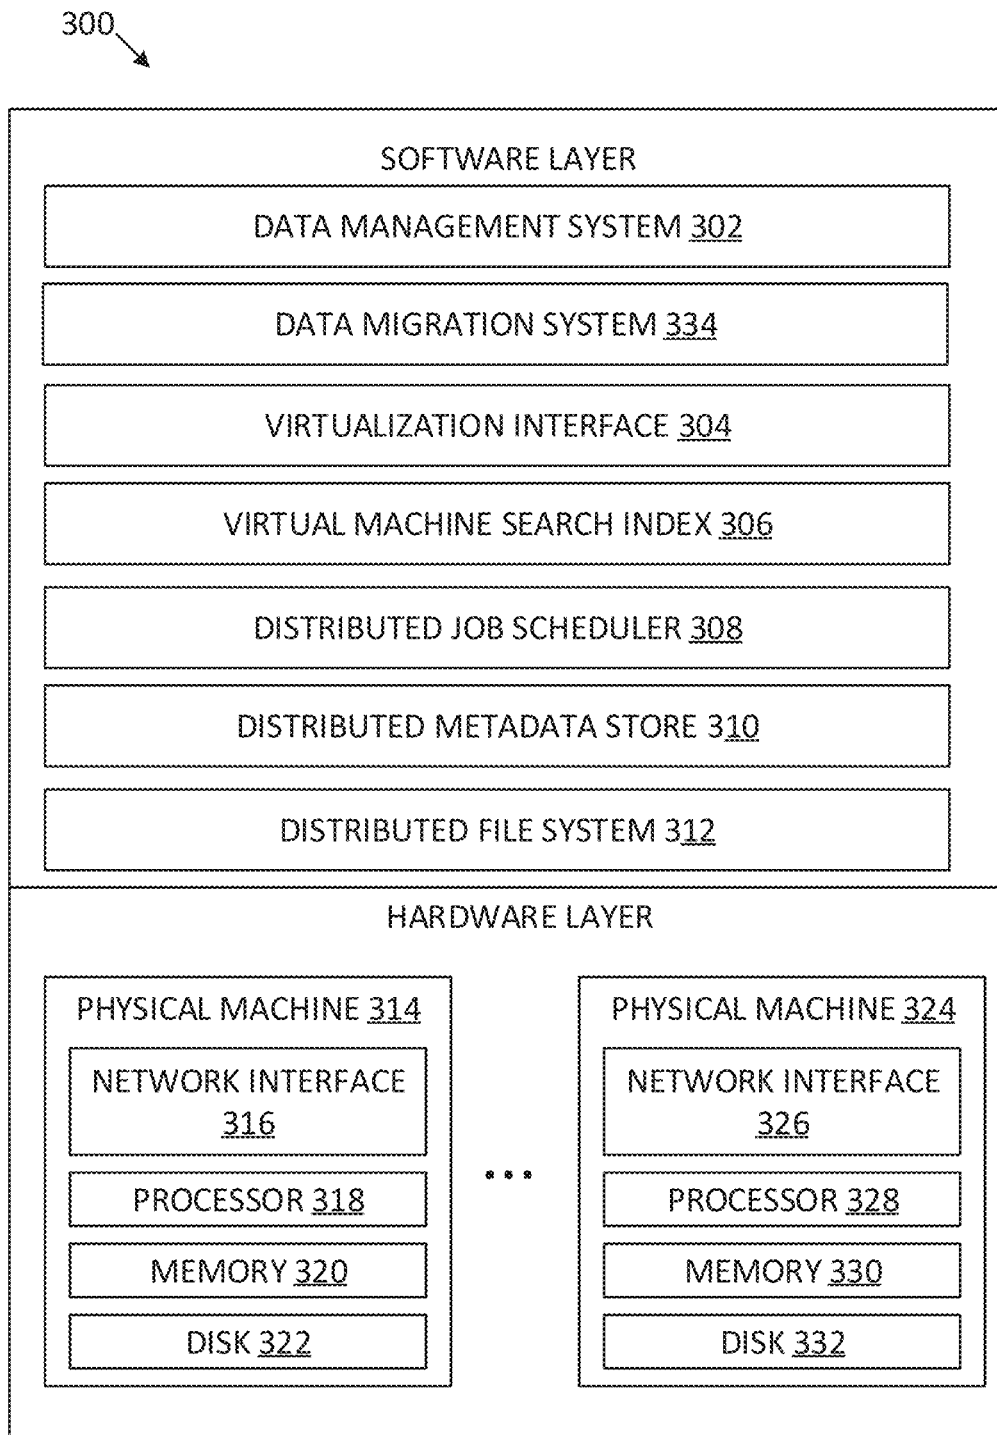 300
SOFTWARE LAYER
DATA MANAGEMENT SYSTEM 302
DATA MIGRATION SYSTEM 334
VIRTUALIZATION INTERFACE 304
VIRTUAL MACHINE SEARCH INDEX 306
DISTRIBUTED JOB SCHEDULER 308
DISTRIBUTED METADATA STORE 310
DISTRIBUTED FILE SYSTEM 312
HARDWARE LAYER
PHYSICAL MACHINE 314
NETWORK INTERFACE
316
PROCESSOR 318
MEMORY 320
DISK 322
...
PHYSICAL MACHINE 324
NETWORK INTERFACE
326
PROCESSOR 328
MEMORY 330
DISK 332